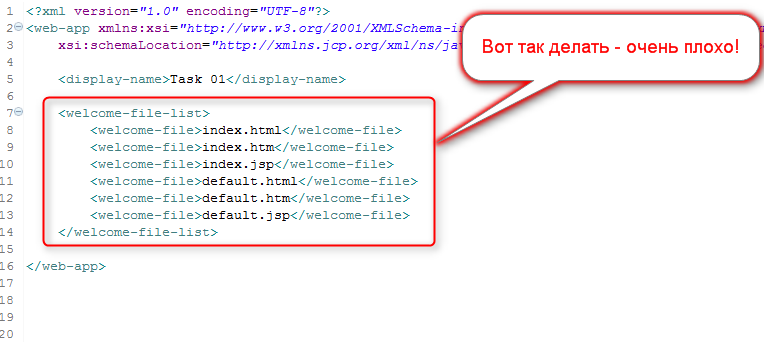 1 <?xml version="1.0" encoding="UTF-8"?>
2 <web-app xmlns:xsi="http://www.w3.org/2001/XMLSchema-in
3 xsi:schemaLocation="http://xmlns.jcp.org/xml/ns/jav
Вот так делать - очень плохо!
4
5 <display-name>Task 01</display-name>
6
7 <welcome-file-list>
8 <welcome-file>index.html</welcome-file>
9 <welcome-file>index.htm</welcome-file>
10 <welcome-file>index.jsp</welcome-file>
11 <welcome-file>default.html</welcome-file>
12 <welcome-file>default.htm</welcome-file>
13 <welcome-file>default.jsp</welcome-file>
14 </welcome-file-list>
15
16 </web-app>
17
18
19
20